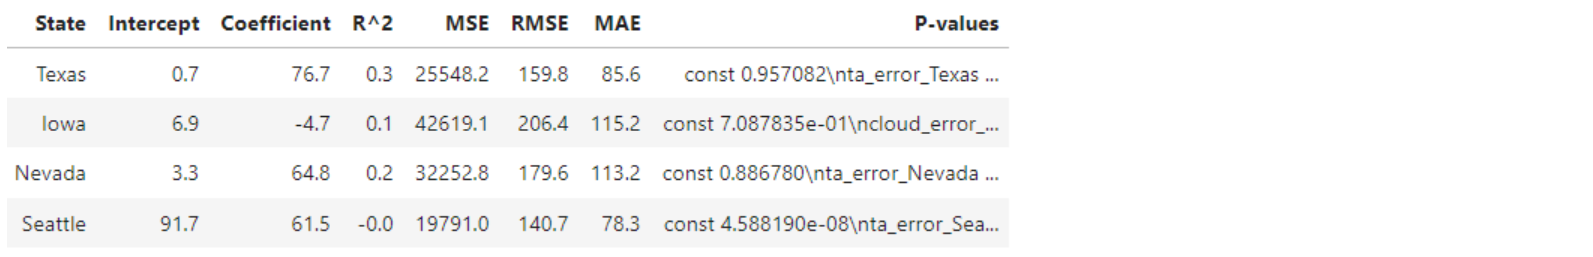 State Intercept Coefficient R^2 MSE RMSE MAE P-values
Texas 0.7 76.7 0.3 25548.2 159.8 85.6 const 0.957082\nta_error_Texas ...
Iowa 6.9 -4.7 0.1 42619.1 206.4 115.2 const 7.087835e-01\ncloud_error_...
Nevada 3.3 64.8 0.2 32252.8 179.6 113.2 const 0.886780\nta_error_Nevada ...
Seattle 91.7 61.5 -0.0 19791.0 140.7 78.3 const 4.588190e-08\nta_error_Sea...